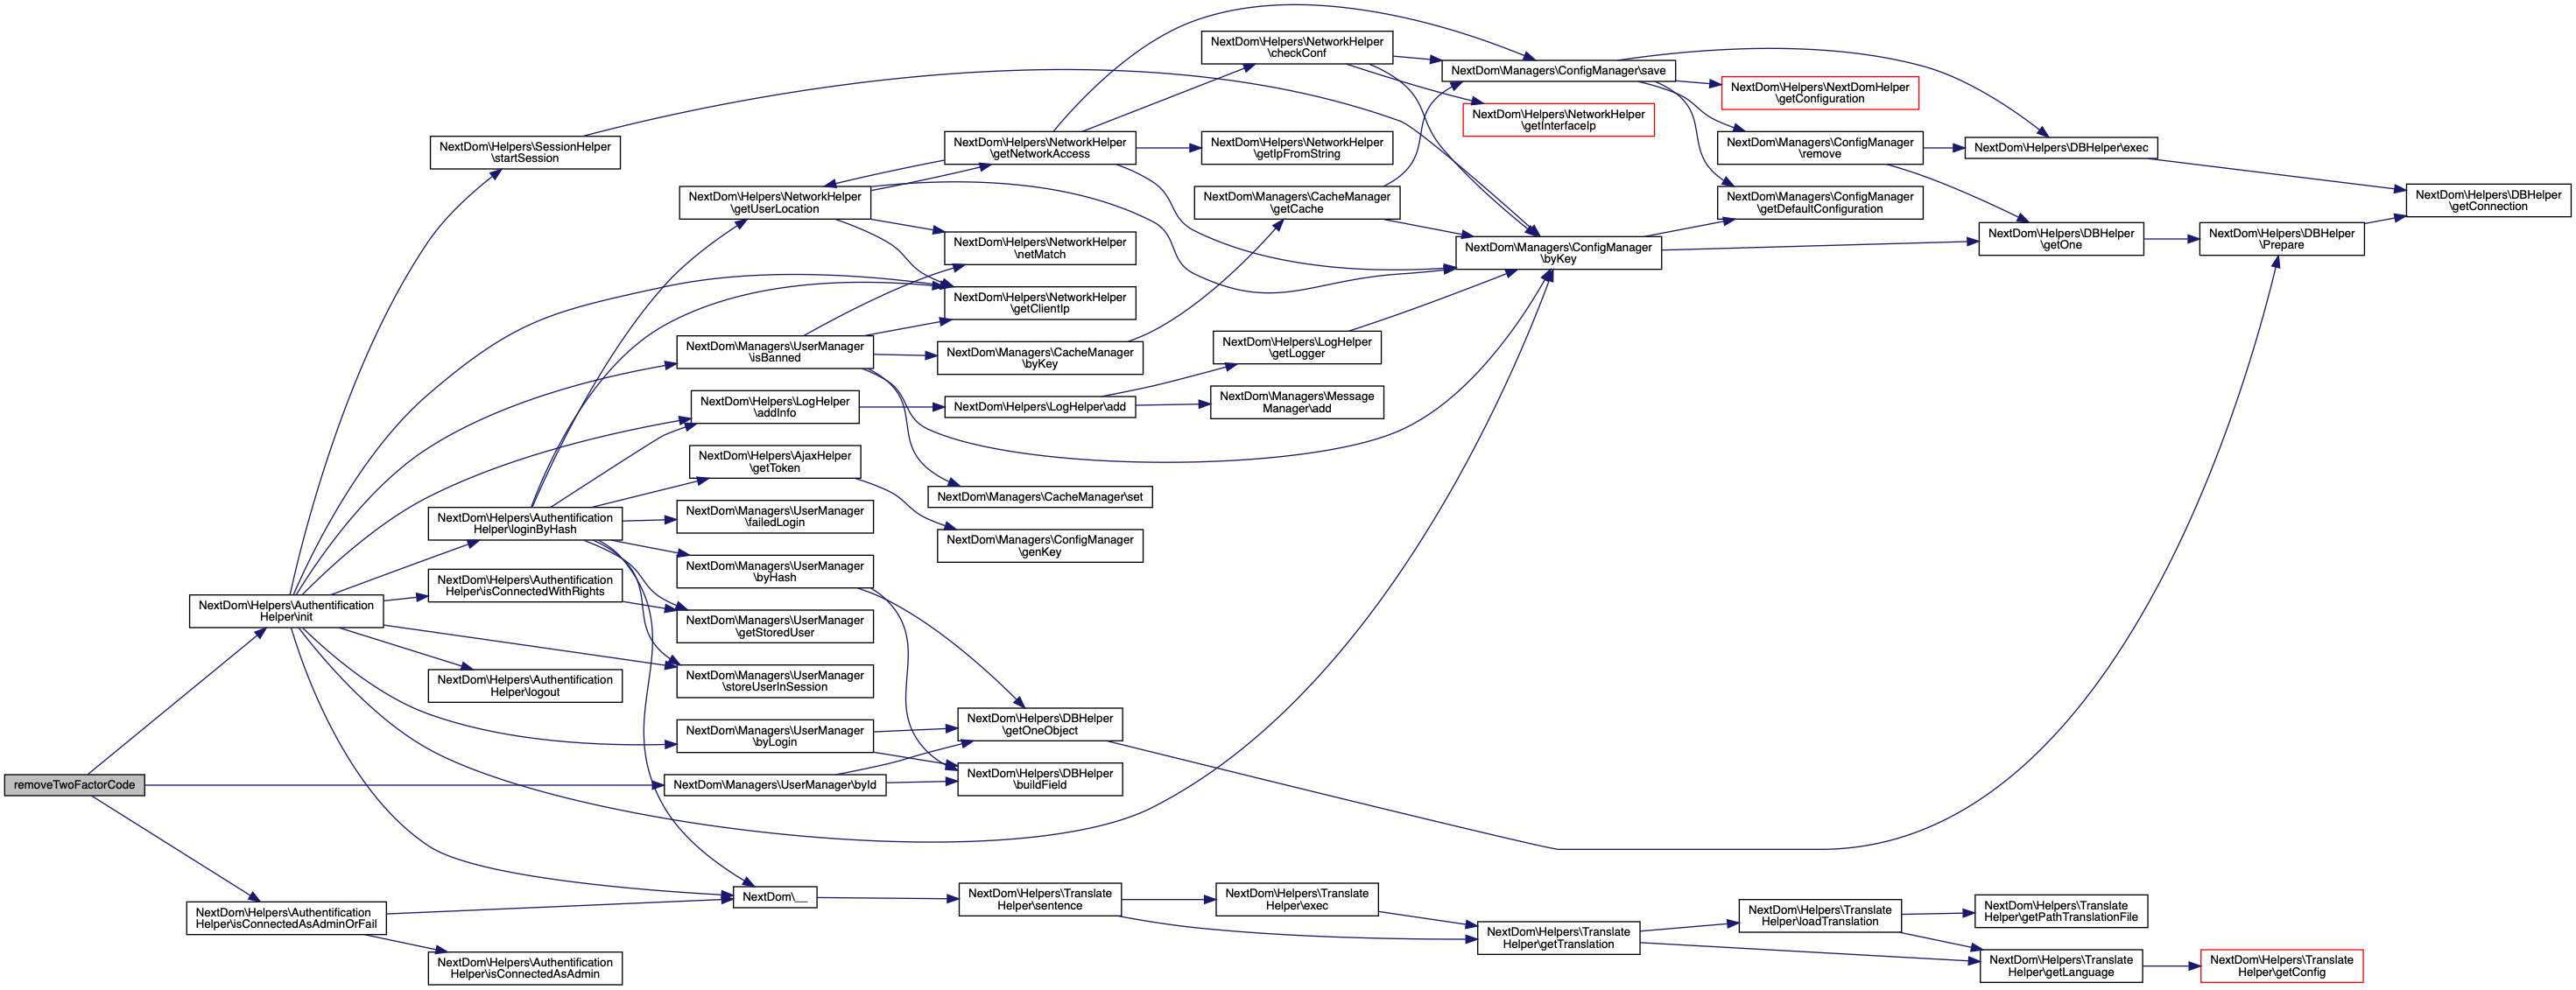 removeTwoFactorCode
NextDom\Helpers\Authentification
Helper\init
NextDom\Managers\UserManager\byId
NextDom\Helpers\Authentification
Helper\isConnectedAsAdminOrFail
NextDom\Helpers\SessionHelper
\startSession
NextDom\Helpers\Authentification
Helper\loginByHash
NextDom\Helpers\Authentification
Helper\isConnectedWithRights
NextDom\Helpers\Authentification
Helper\logout
NextDom\Helpers\Authentification
Helper\isConnectedAsAdmin
NextDom\Helpers\NetworkHelper
\getUserLocation
NextDom\Managers\UserManager
\isBanned
NextDom\Helpers\LogHelper
\addInfo
NextDom\Helpers\AjaxHelper
\getToken
NextDom\Managers\UserManager
\failedLogin
NextDom\Managers\UserManager
\byHash
NextDom\Managers\UserManager
\getStoredUser
NextDom\Managers\UserManager
\storeUserInSession
NextDom\Managers\UserManager
\byLogin
NextDom\__
NextDom\Helpers\NetworkHelper
\getNetworkAccess
NextDom\Helpers\NetworkHelper
\netMatch
NextDom\Helpers\NetworkHelper
\getClientIp
NextDom\Managers\CacheManager
\byKey
NextDom\Helpers\LogHelper\add
NextDom\Managers\CacheManager\set
NextDom\Managers\ConfigManager
\genKey
NextDom\Helpers\DBHelper
\getOneObject
NextDom\Helpers\DBHelper
\buildField
NextDom\Helpers\Translate
Helper\sentence
NextDom\Helpers\NetworkHelper
\checkConf
NextDom\Helpers\NetworkHelper
\getIpFromString
NextDom\Managers\CacheManager
\getCache
NextDom\Helpers\LogHelper
\getLogger
NextDom\Managers\Message
Manager\add
NextDom\Helpers\Translate
Helper\exec
NextDom\Managers\ConfigManager\save
NextDom\Helpers\NetworkHelper
\getInterfaceIp
NextDom\Managers\ConfigManager
\byKey
NextDom\Helpers\Translate
Helper\getTranslation
NextDom\Helpers\NextDomHelper
\getConfiguration
NextDom\Managers\ConfigManager
\remove
NextDom\Managers\ConfigManager
\getDefaultConfiguration
NextDom\Helpers\Translate
Helper\loadTranslation
NextDom\Helpers\DBHelper\exec
NextDom\Helpers\DBHelper
\getOne
NextDom\Helpers\Translate
Helper\getPathTranslationFile
NextDom\Helpers\Translate
Helper\getLanguage
NextDom\Helpers\DBHelper
\Prepare
NextDom\Helpers\Translate
Helper\getConfig
NextDom\Helpers\DBHelper
\getConnection